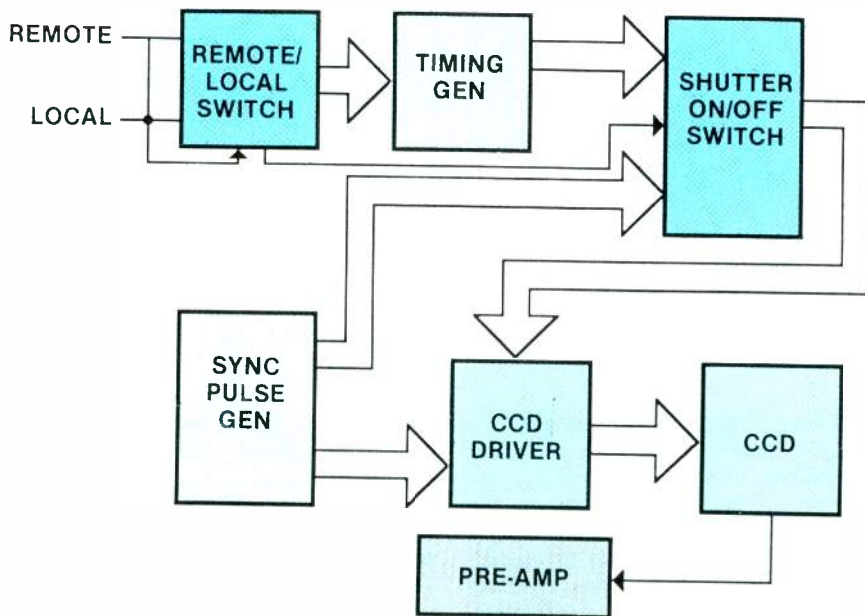 REMOTE
LOCAL
REMOTE/
LOCAL
SWITCH
TIMING
GEN
SHUTTER
ON/OFF
SWITCH
SYNC
PULSE
GEN
CCD
DRIVER
CCD
PRE-AMP